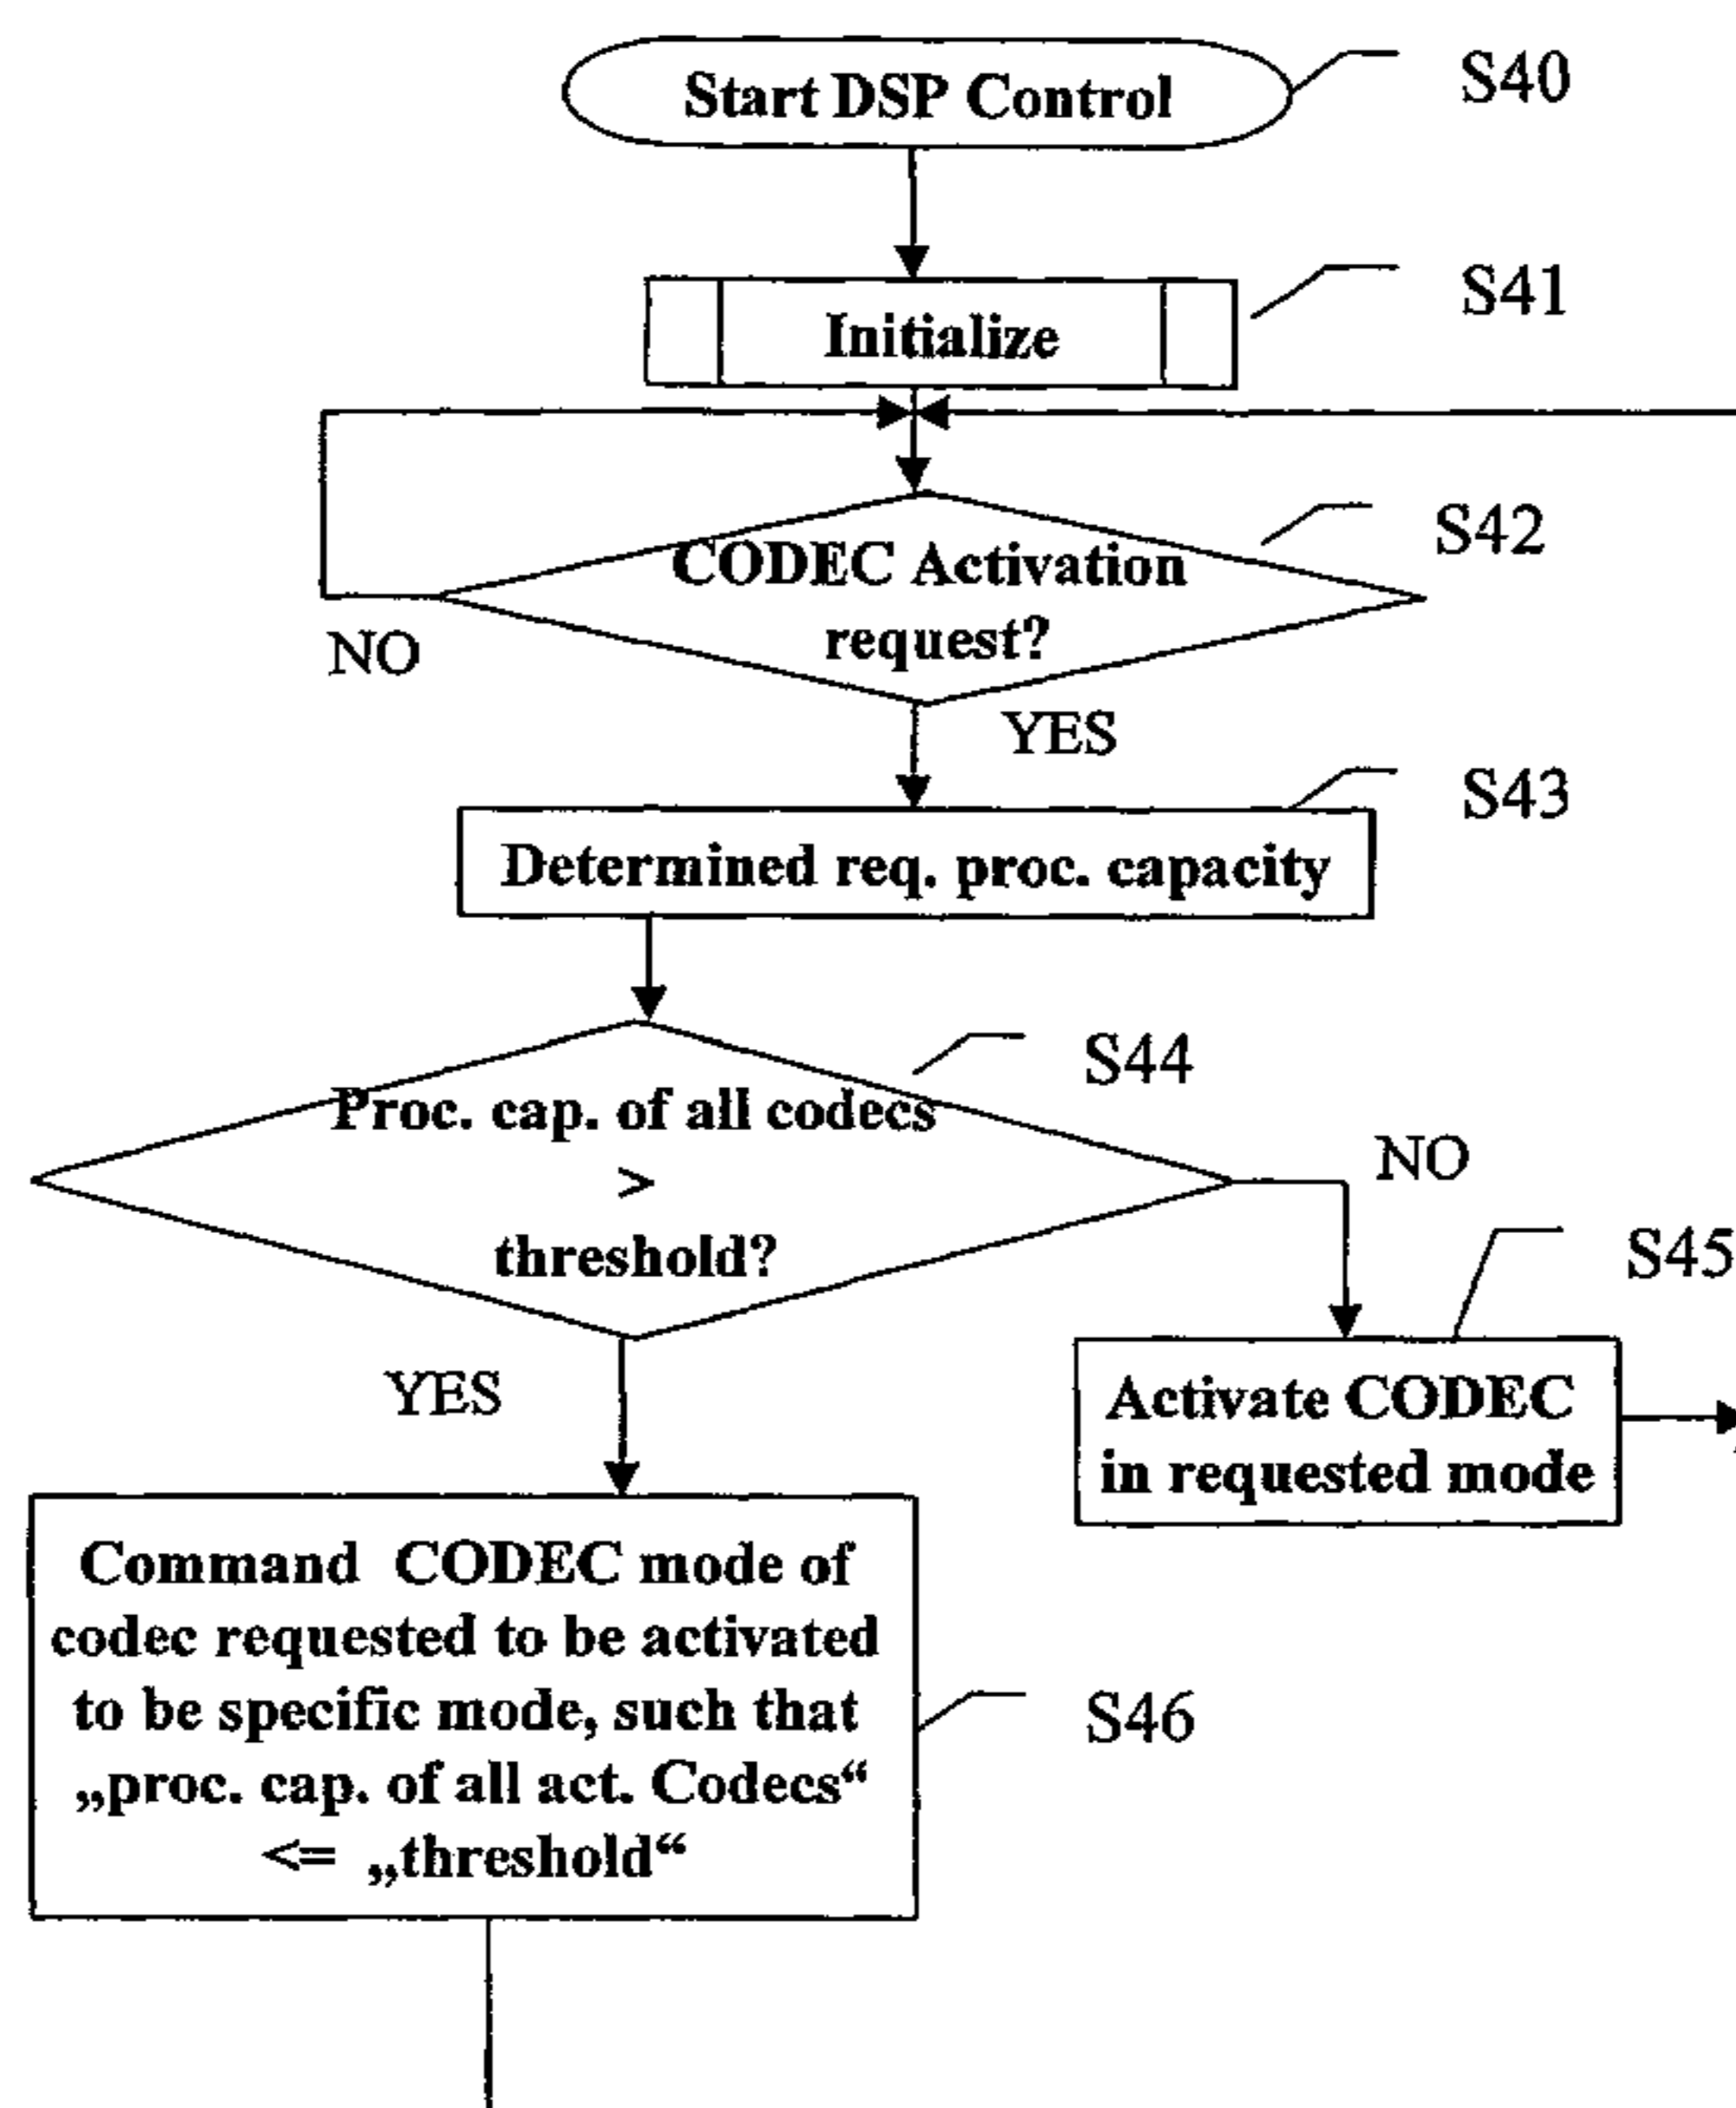 Start DSP Control
S40
Initialize
S41
CODEC Activation
request?
S42
NO
YES
Determined req. proc. capacity
S43
Proc. cap. of all codecs
>
threshold?
S44
NO
YES
Activate CODEC
in requested mode
S45
Command CODEC mode of
codec requested to be activated
to be specific mode, such that
„proc. cap. of all act. Codecs“
<= „threshold“
S46